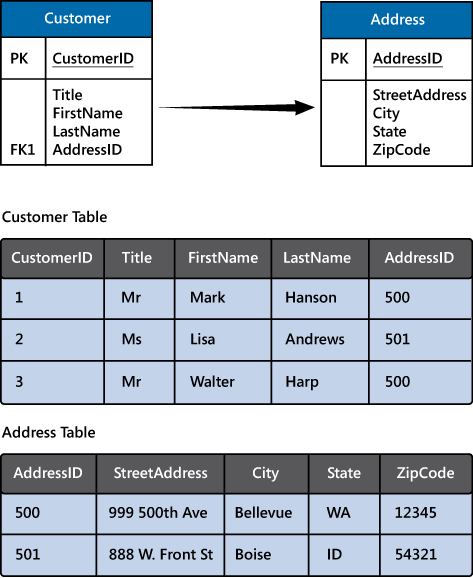 Customer Address
PK CustomerID PK AddressID
Title StreetAddress
FirstName City
LastName State
FK1 AddressID ZipCode
Customer Table
CustomerID Title FirstName LastName AddressID
1 Mr Mark Hanson 500
2 Ms Lisa Andrews 501
3 Mr Walter Harp 500
Address Table
AddressID StreetAddress City State ZipCode
500 999 500th Ave Bellevue WA 12345
501 888 W. Front St Boise ID 54321